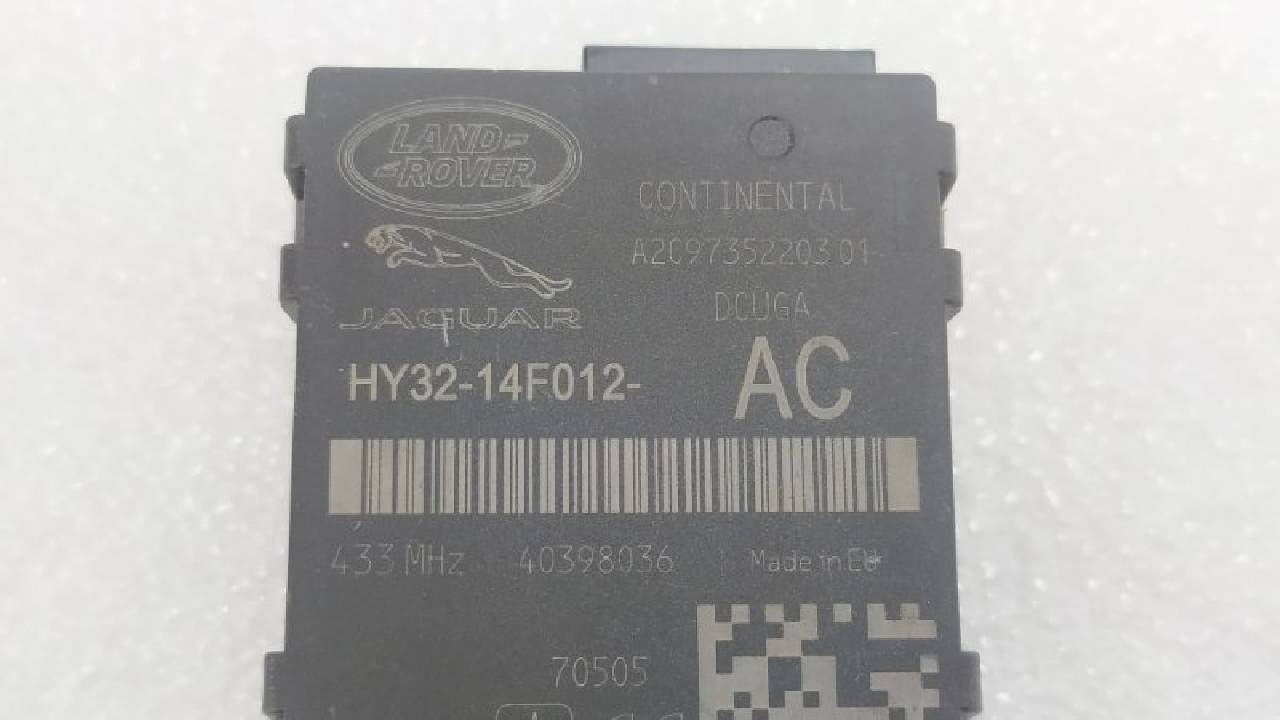 LAND
ROVER
JAGUAR
CONTINENTAL
A2C97352203 01
DCUGA
HY32-14F012- AC
433 MHz 40398036 Made in EU
70505